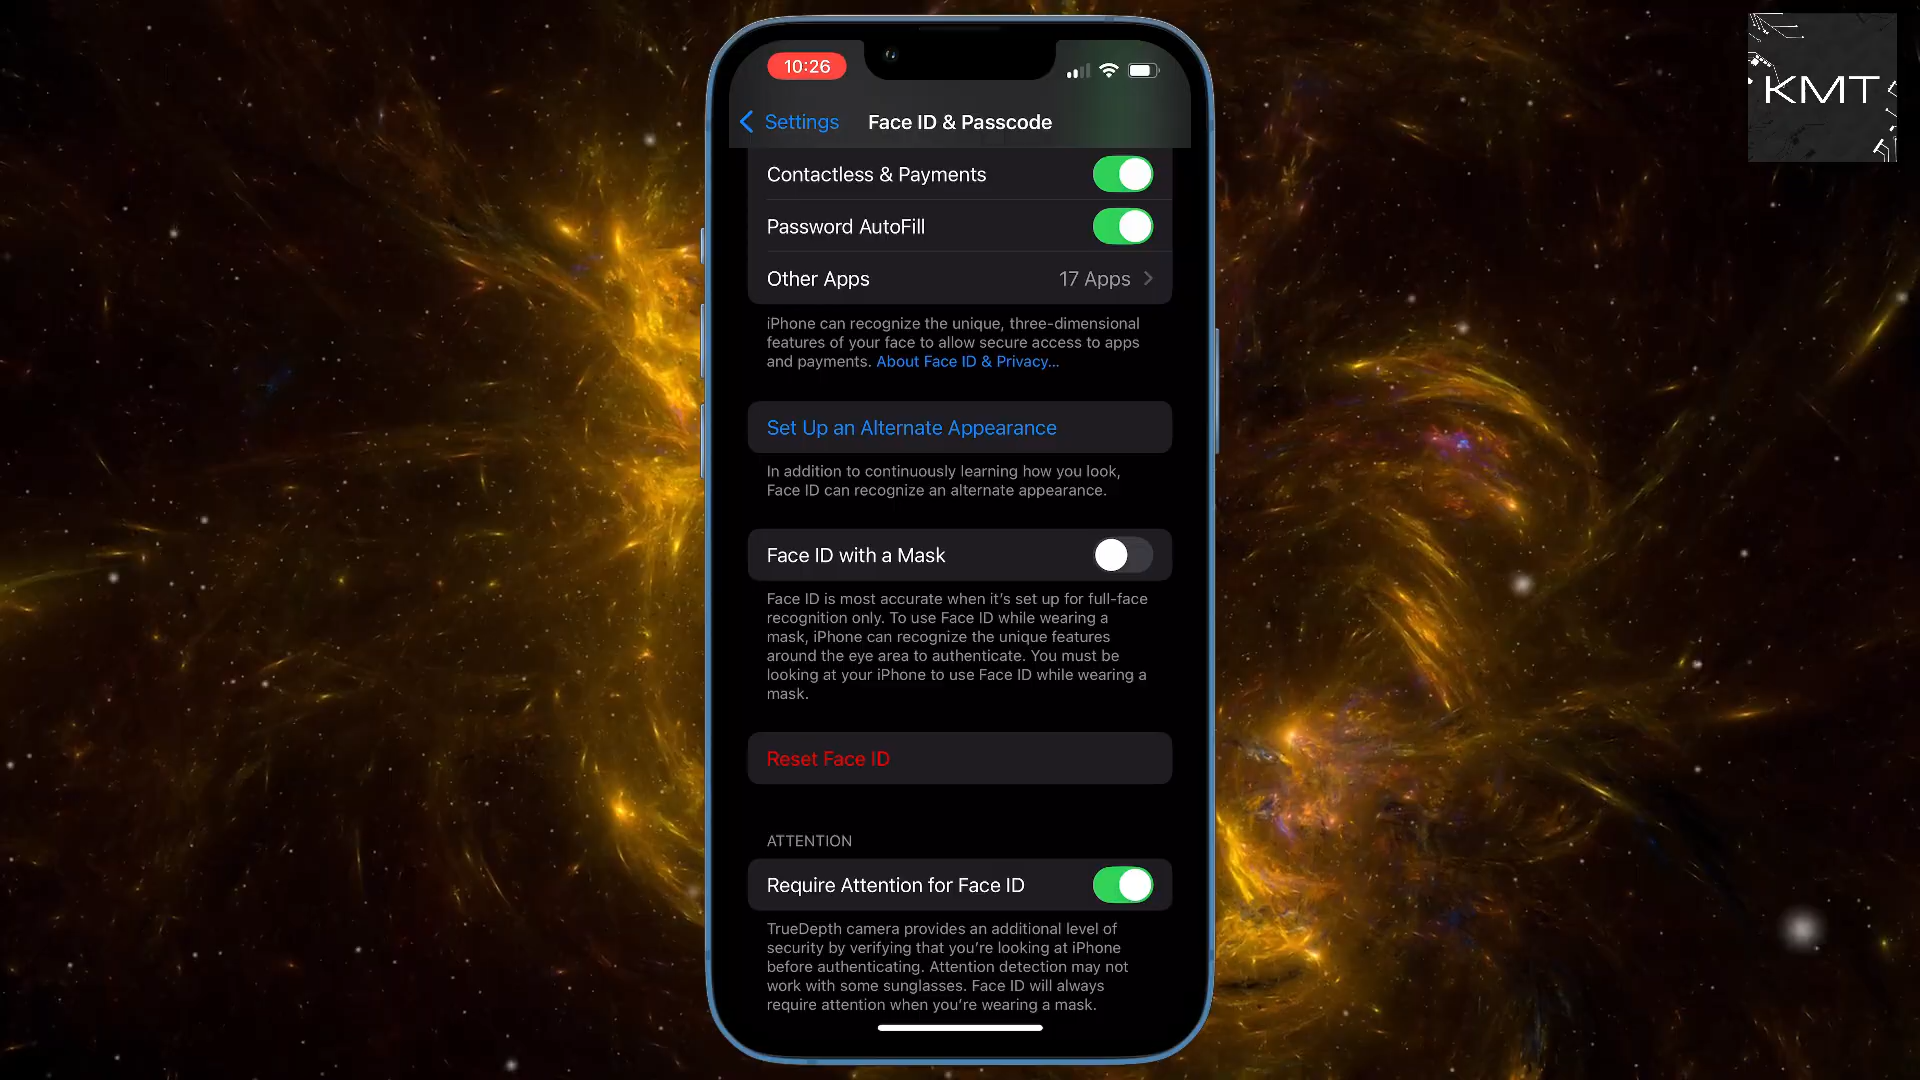 10:26
KMT
Settings
Face ID & Passcode
Contactless & Payments
Password AutoFill
Other Apps
17 Apps
iPhone can recognize the unique, three-dimensional
features of your face to allow secure access to apps
and payments. About Face ID & Privacy...
Set Up an Alternate Appearance
In addition to continuously learning how you look,
Face ID can recognize an alternate appearance.
Face ID with a Mask
Face ID is most accurate when it’s set up for full-face
recognition only. To use Face ID while wearing a
mask, iPhone can recognize the unique features
around the eye area to authenticate. You must be
looking at your iPhone to use Face ID while wearing a
mask.
Reset Face ID
ATTENTION
Require Attention for Face ID
TrueDepth camera provides an additional level of
security by verifying that you’re looking at iPhone
before authenticating. Attention detection may not
work with some sunglasses. Face ID will always
require attention when you’re wearing a mask.